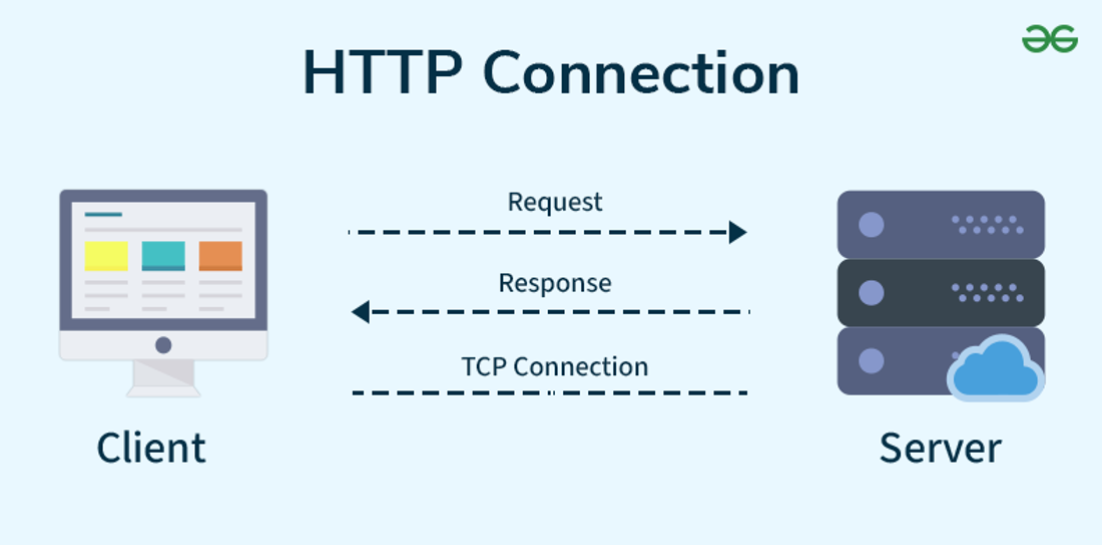 HTTP Connection
Request
Response
TCP Connection
Client
Server